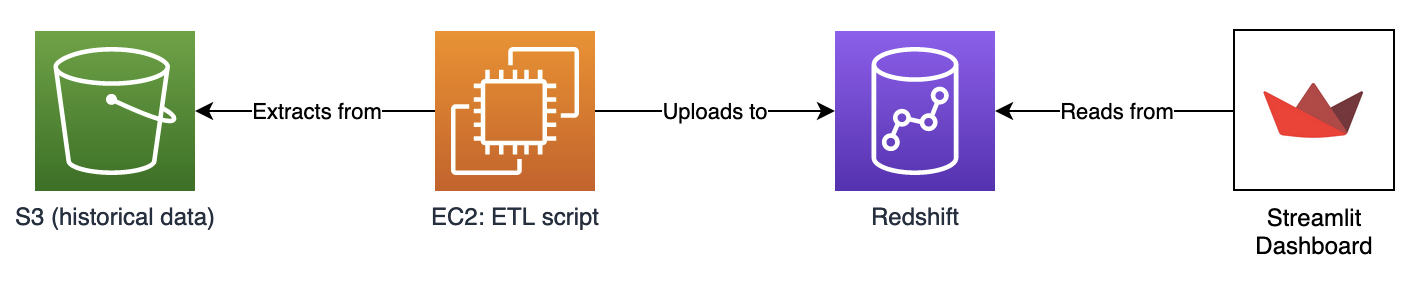 Extracts from
Uploads to
Reads from
S3 (historical data)
EC2: ETL script
Redshift
Streamlit
Dashboard